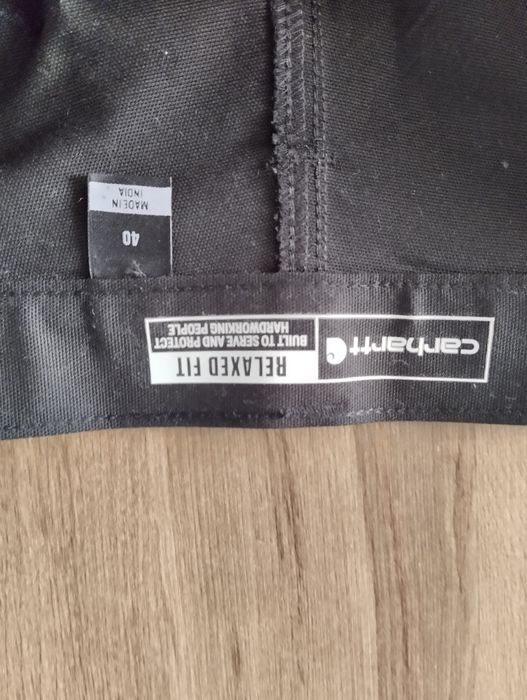 carhartt
RELAXED FIT
BUILT TO SERVE AND PROTECT
HARDWORKING PEOPLE
40
MADE IN
INDIA